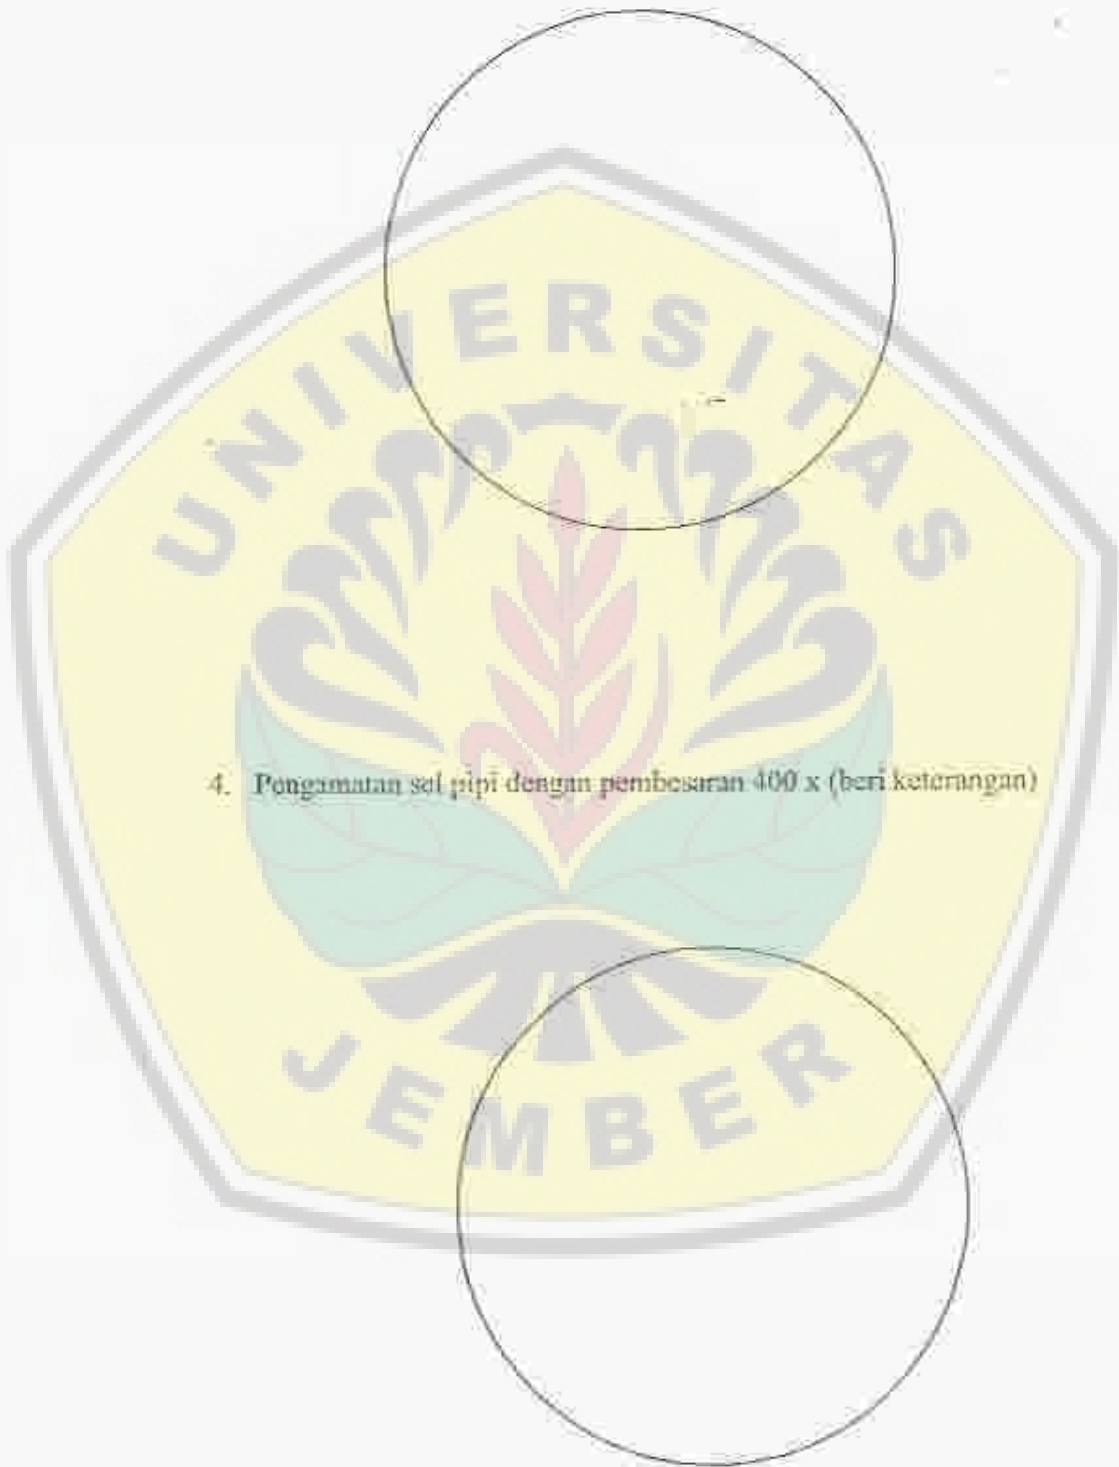 UNIVERSITAS
4. Pengamatan sel pipi dengan pembesaran 400 x (beri keterangan)
JEMBER